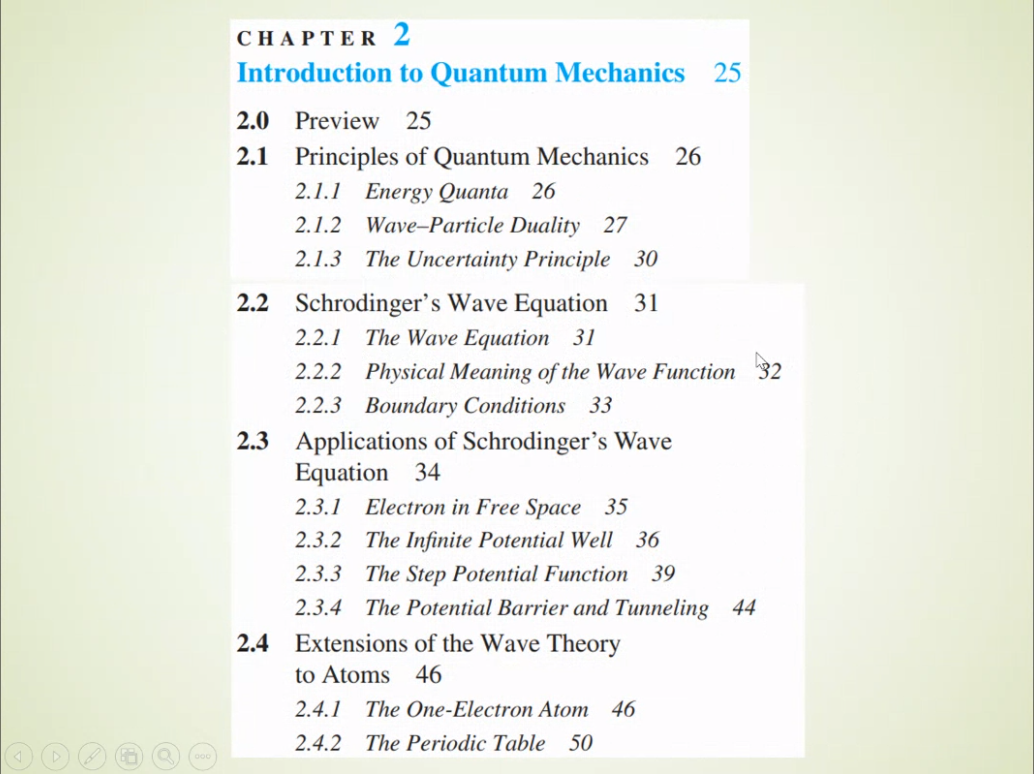 CHAPTER 2
Introduction to Quantum Mechanics 25
2.0 Preview 25
2.1 Principles of Quantum Mechanics 26
2.1.1 Energy Quanta 26
2.1.2 Wave–Particle Duality 27
2.1.3 The Uncertainty Principle 30
2.2 Schrodinger's Wave Equation 31
2.2.1 The Wave Equation 31
2.2.2 Physical Meaning of the Wave Function 32
2.2.3 Boundary Conditions 33
2.3 Applications of Schrodinger's Wave
Equation 34
2.3.1 Electron in Free Space 35
2.3.2 The Infinite Potential Well 36
2.3.3 The Step Potential Function 39
2.3.4 The Potential Barrier and Tunneling 44
2.4 Extensions of the Wave Theory
to Atoms 46
2.4.1 The One-Electron Atom 46
2.4.2 The Periodic Table 50